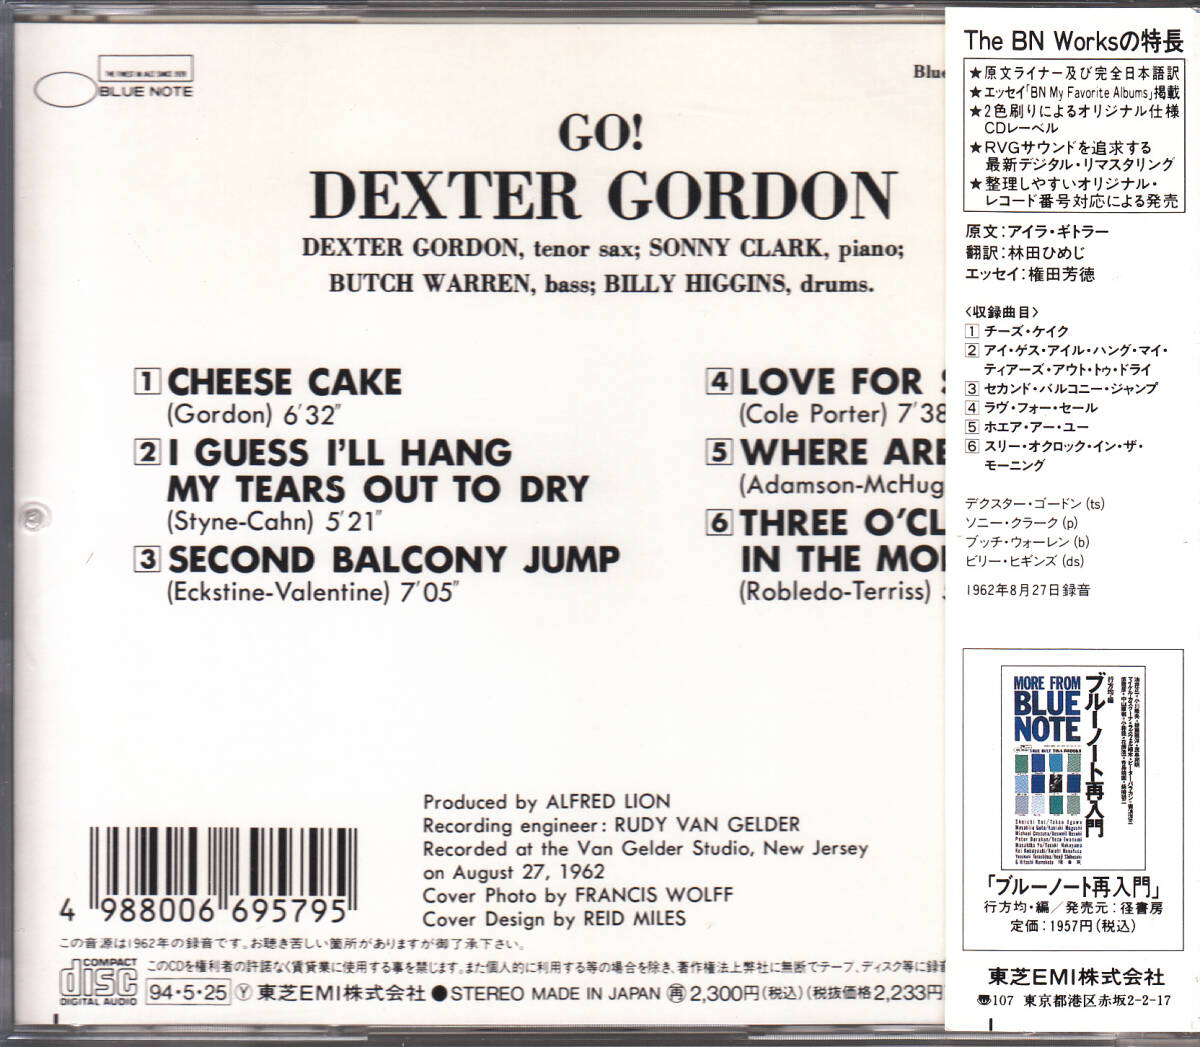 BLUE NOTE
Blue
GO!
DEXTER GORDON
DEXTER GORDON, tenor sax; SONNY CLARK, piano;
BUTCH WARREN, bass; BILLY HIGGINS, drums.
1 CHEESE CAKE
(Gordon) 6'32"
2 I GUESS I'LL HANG
MY TEARS OUT TO DRY
(Styne-Cahn) 5'21"
3 SECOND BALCONY JUMP
(Eckstine-Valentine) 7'05"
4 LOVE FOR S
(Cole Porter) 7'38
5 WHERE ARE
(Adamson-McHug
6 THREE O'CL
IN THE MO
(Robledo-Terriss)
Produced by ALFRED LION
Recording engineer: RUDY VAN GELDER
Recorded at the Van Gelder Studio, New Jersey
on August 27, 1962
Cover Photo by FRANCIS WOLFF
Cover Design by REID MILES
4 988006 695795
この音源は1962年の録音です。お聴き苦しい箇所がありますが御了承下さい。
COMPACT
disc
DIGITAL AUDIO
このCDを権利者の許諾なく賃貸業に使用する事を禁じます。また個人的に利用する等の場合を除き、著作権法上弊社に無断でテープ、ディスク等に録音
94・5・25 Ⓨ 東芝EMI株式会社 ●STEREO MADE IN JAPAN 再 2,300円(税込)(税抜価格2,233円
The BN Worksの特長
★原文ライナー及び完全日本語訳
★エッセイ「BN My Favorite Albums」掲載
★2色刷りによるオリジナル仕様
CDレーベル
★RVGサウンドを追求する
最新デジタル・リマスタリング
★整理しやすいオリジナル・
レコード番号対応による発売
原文:アイラ・ギトラー
翻訳:林田ひめじ
エッセイ:権田芳徳
〈収録曲目〉
1 チーズ・ケイク
2 アイ・ゲス・アイル・ハング・マイ・
ティアーズ・アウト・トゥ・ドライ
3 セカンド・バルコニー・ジャンプ
4 ラヴ・フォー・セール
5 ホエア・アー・ユー
6 スリー・オクロック・イン・ザ・
モーニング
デクスター・ゴードン(ts)
ソニー・クラーク(p)
ブッチ・ウォーレン(b)
ビリー・ヒギンズ(ds)
1962年8月27日録音
MORE FROM
BLUE
NOTE
行方均・編
ブルーノート再入門
「ブルーノート再入門」
行方均・編/発売元:径書房
定価:1957円(税込)
東芝EMI株式会社
〠107 東京都港区赤坂2-2-17